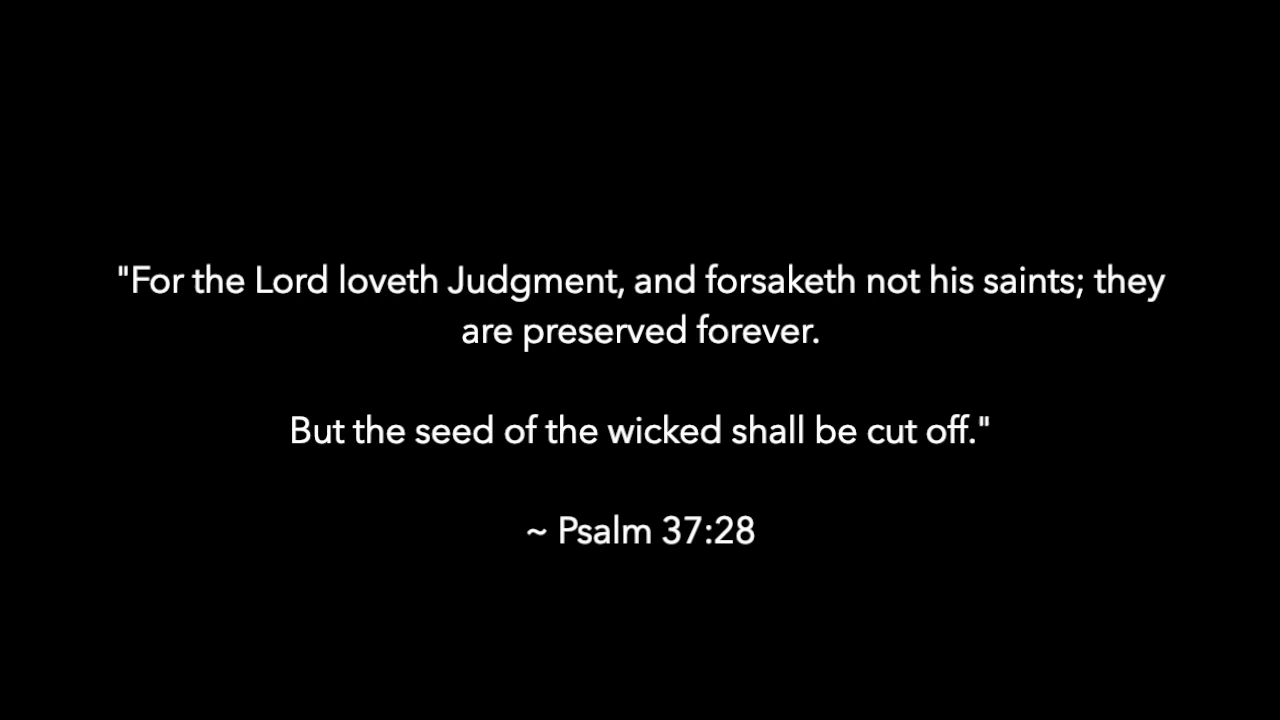 "For the Lord loveth Judgment, and forsaketh not his saints; they
are preserved forever.
But the seed of the wicked shall be cut off."
~ Psalm 37:28